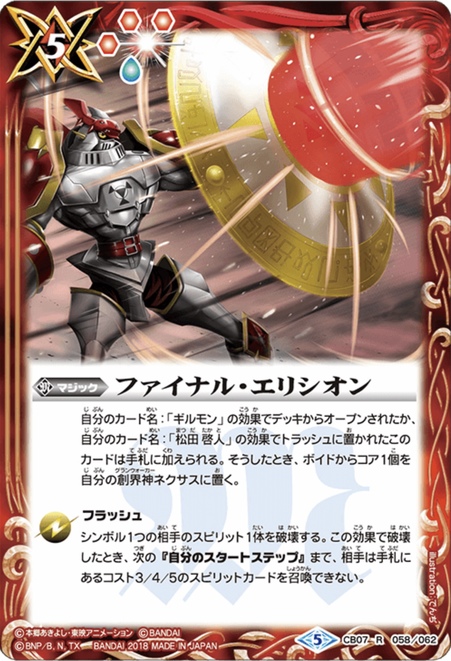 5
マジック ファイナル・エリシオン
自分のカード名：「ギルモン」の効果でデッキからオープンされたか、
自分のカード名：「松田 啓人」の効果でトラッシュに置かれたこの
カードは手札に加えられる。そうしたとき、ボイドからコア1個を
自分の創界神ネクサスに置く。
フラッシュ
シンボル1つの相手のスピリット1体を破壊する。この効果で破壊
したとき、次の『自分のスタートステップ』まで、相手は手札に
あるコスト3/4/5のスピリットカードを召喚できない。
©本郷あきよし・東映アニメーション ©BANDAI
©BNP/B, N, TX BANDAI 2018 MADE IN JAPAN
5 CB07 R 058/062